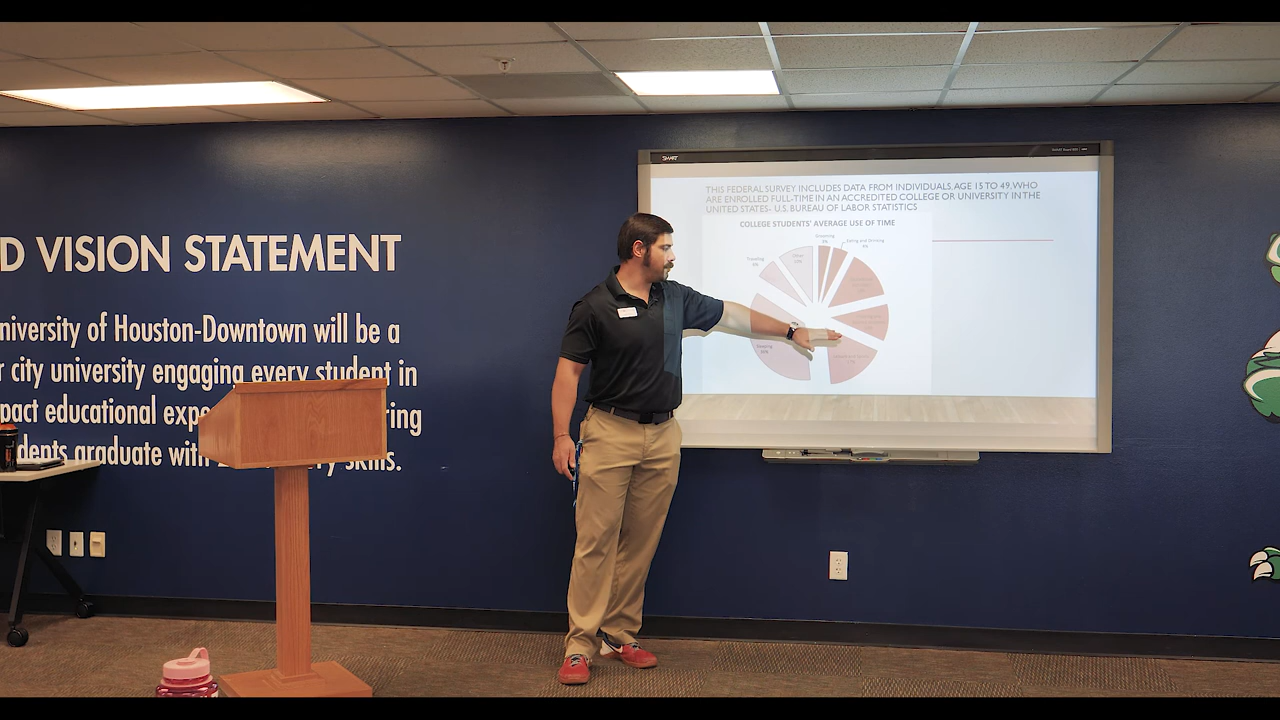 D VISION STATEMENT
niversity of Houston-Downtown will be a
r city university engaging every student in
pact educational expe ring
dents graduate with skills.
SMART
THIS FEDERAL SURVEY INCLUDES DATA FROM INDIVIDUALS, AGE 15 TO 49, WHO
ARE ENROLLED FULL-TIME IN AN ACCREDITED COLLEGE OR UNIVERSITY IN THE
UNITED STATES- U.S. BUREAU OF LABOR STATISTICS
COLLEGE STUDENTS' AVERAGE USE OF TIME
Grooming
Eating and Drinking
Other
Traveling
Sleeping